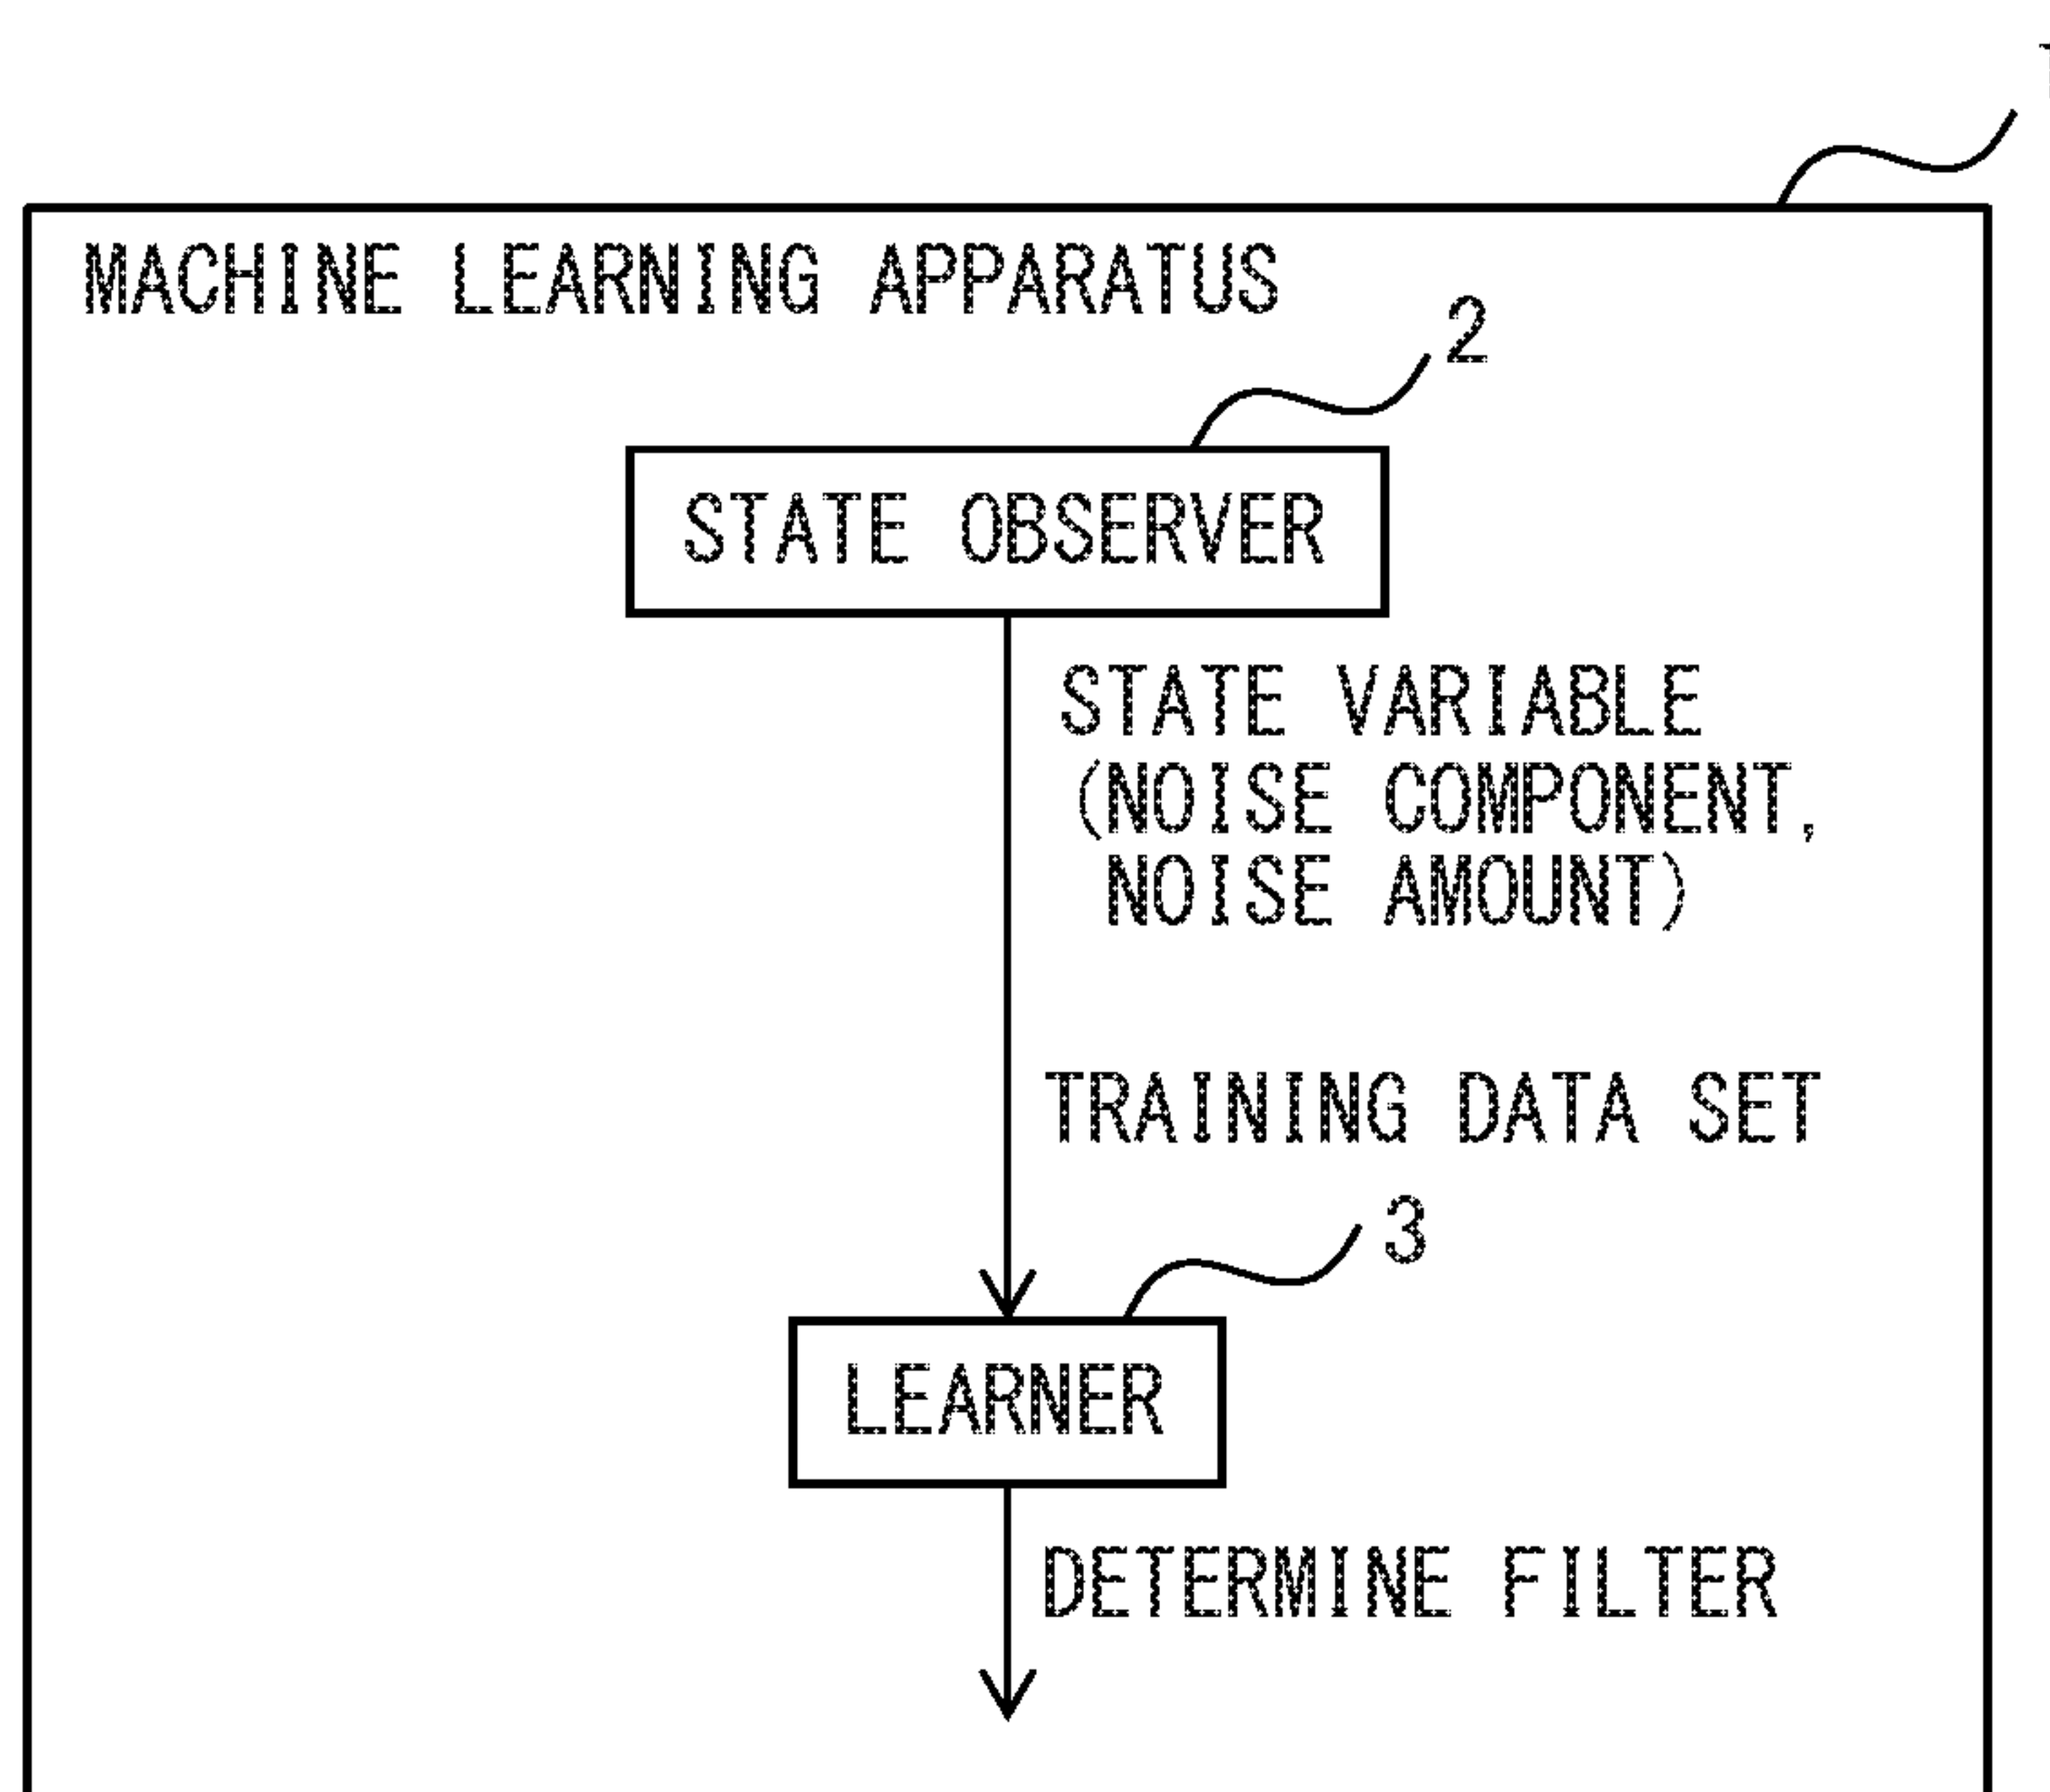 MACHINE LEARNING APPARATUS
2
STATE OBSERVER
STATE VARIABLE
(NOISE COMPONENT,
NOISE AMOUNT)
TRAINING DATA SET
3
LEARNER
DETERMINE FILTER